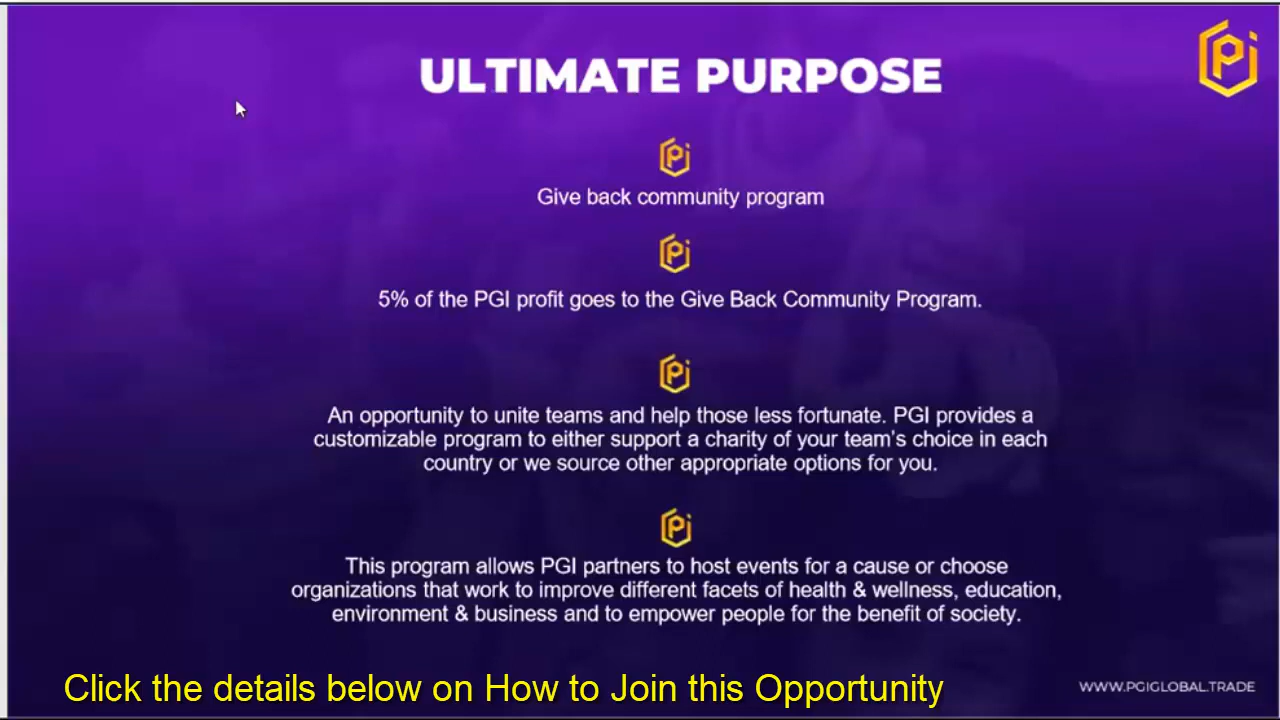 ULTIMATE PURPOSE
Pi
Pi
Give back community program
Pi
5% of the PGI profit goes to the Give Back Community Program.
Pi
An opportunity to unite teams and help those less fortunate. PGI provides a
customizable program to either support a charity of your team's choice in each
country or we source other appropriate options for you.
Pi
This program allows PGI partners to host events for a cause or choose
organizations that work to improve different facets of health & wellness, education,
environment & business and to empower people for the benefit of society.
Click the details below on How to Join this Opportunity
WWW.PGIGLOBAL.TRADE